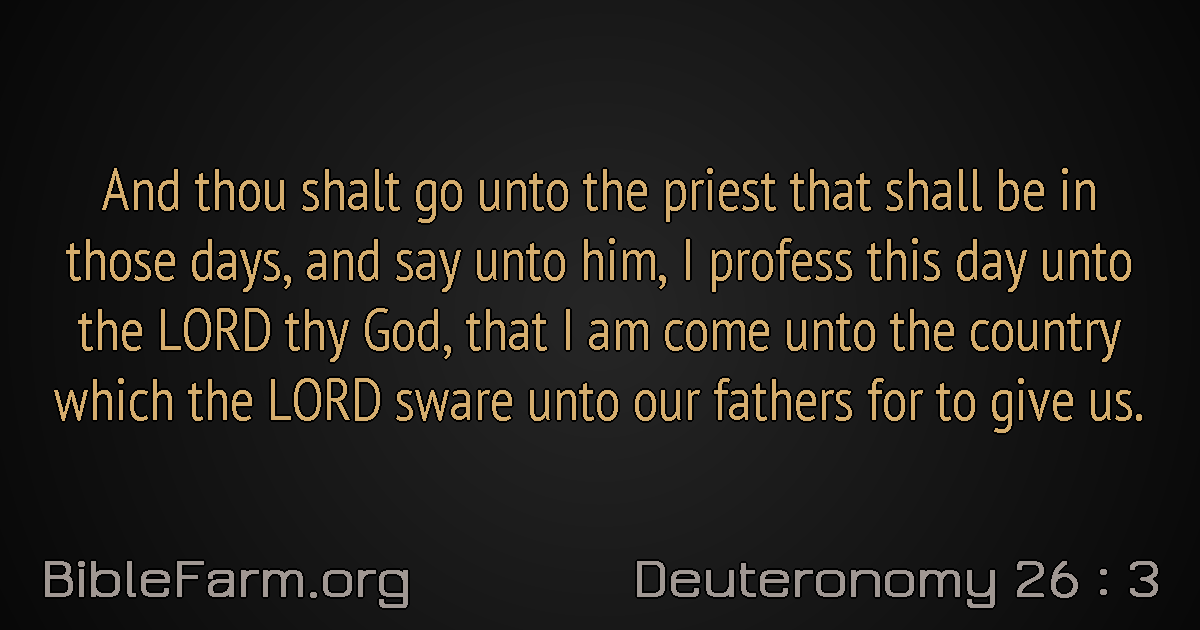 And thou shalt go unto the priest that shall be in
those days, and say unto him, I profess this day unto
the LORD thy God, that I am come unto the country
which the LORD sware unto our fathers for to give us.
BibleFarm.org
Deuteronomy 26 : 3